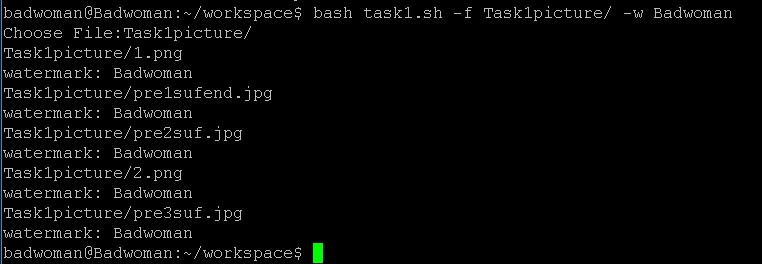 badwoman@Badwoman:~/workspace$ bash task1.sh -f Task1picture/ -w Badwoman
Choose File:Task1picture/
Task1picture/1.png
watermark: Badwoman
Task1picture/pre1sufend.jpg
watermark: Badwoman
Task1picture/pre2suf.jpg
watermark: Badwoman
Task1picture/2.png
watermark: Badwoman
Task1picture/pre3suf.jpg
watermark: Badwoman
badwoman@Badwoman:~/workspace$